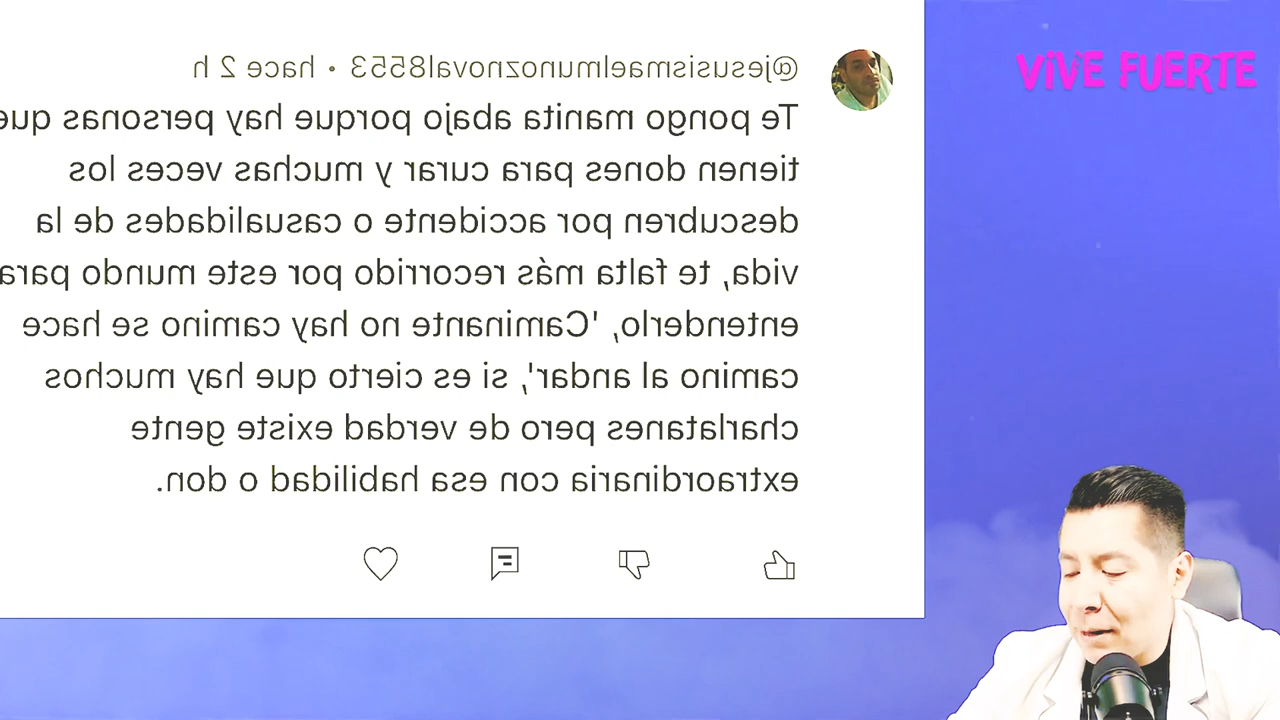 @jesusismaelmunoznoval8553 • hace 2 h
Te pongo manita abajo porque hay personas que
tienen dones para curar y muchas veces los
descubren por accidente o casualidades de la
vida, te falta más recorrido por este mundo para
entenderlo, 'Caminante no hay camino se hace
camino al andar', si es cierto que hay muchos
charlatanes pero de verdad existe gente
extraordinaria con esa habilidad o don.
VIVE FUERTE